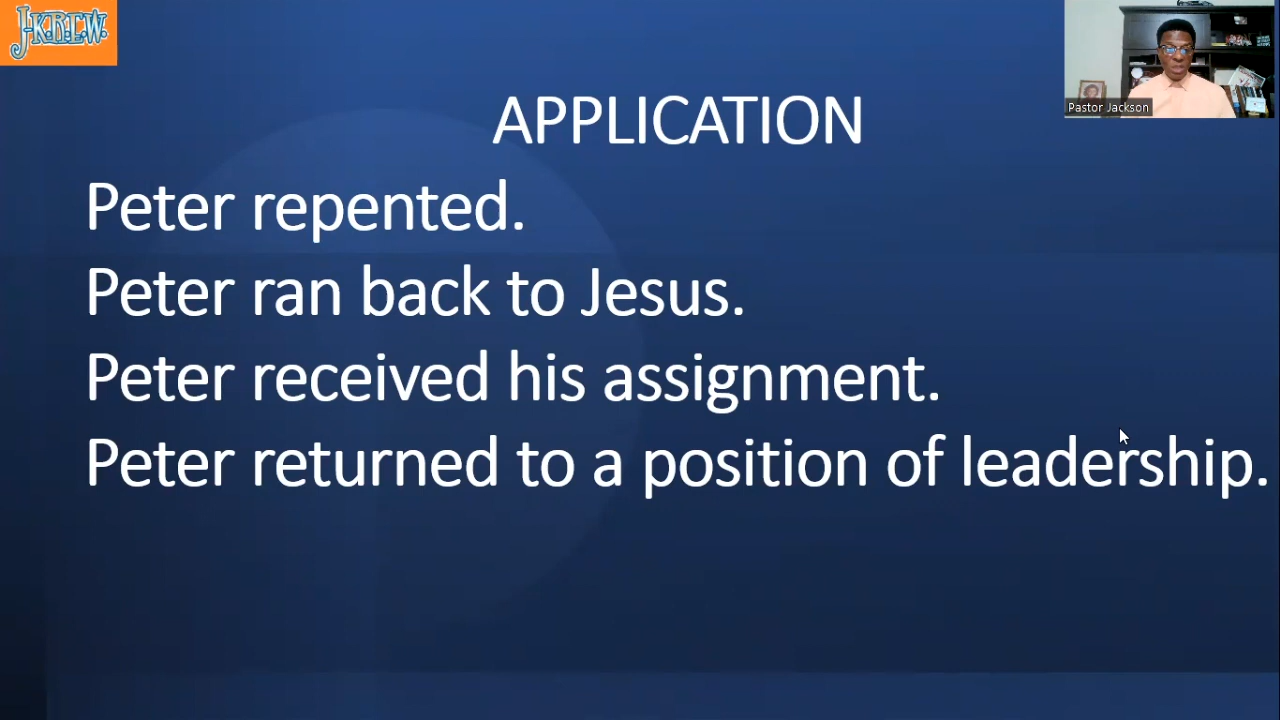 J-KREW
Pastor Jackson
APPLICATION
Peter repented.
Peter ran back to Jesus.
Peter received his assignment.
Peter returned to a position of leadership.